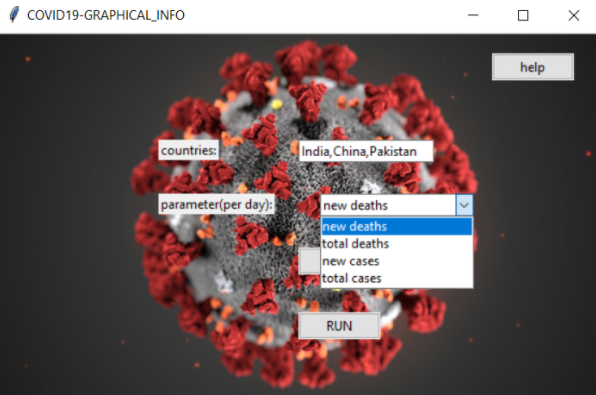 COVID19-GRAPHICAL_INFO
help
countries:
India,China,Pakistan
parameter(per day):
new deaths
new deaths
total deaths
new cases
total cases
RUN